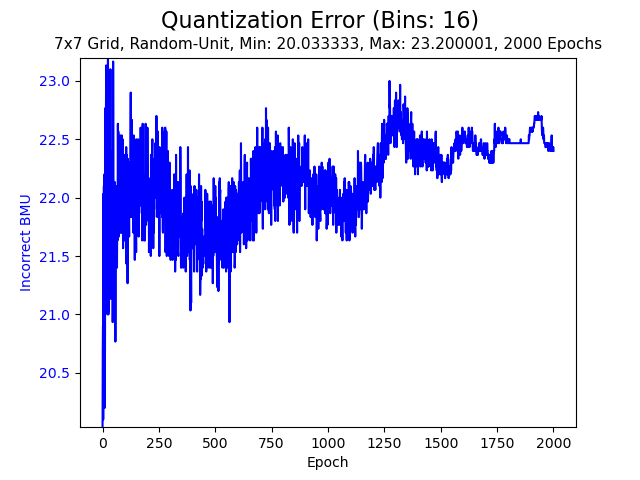 Quantization Error (Bins: 16)
7x7 Grid, Random-Unit, Min: 20.033333, Max: 23.200001, 2000 Epochs
23.0
22.5
22.0
21.5
21.0
20.5
Incorrect BMU
0 250 500 750 1000 1250 1500 1750 2000
Epoch